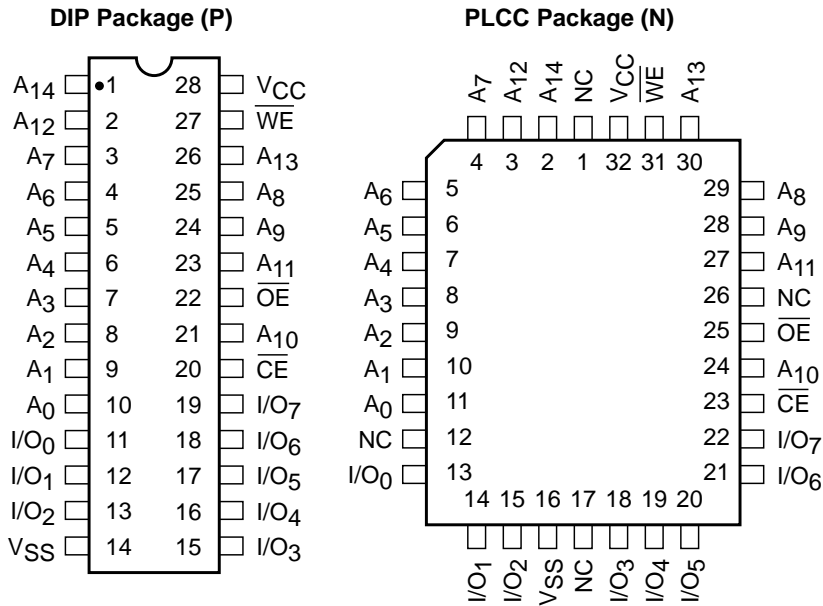 DIP Package (P)
A14 1 28 VCC
A12 2 27 WE
A7 3 26 A13
A6 4 25 A8
A5 5 24 A9
A4 6 23 A11
A3 7 22 OE
A2 8 21 A10
A1 9 20 CE
A0 10 19 I/O7
I/O0 11 18 I/O6
I/O1 12 17 I/O5
I/O2 13 16 I/O4
VSS 14 15 I/O3
PLCC Package (N)
A7 A12 A14 NC VCC WE A13
4 3 2 1 32 31 30
A6 5 29 A8
A5 6 28 A9
A4 7 27 A11
A3 8 26 NC
A2 9 25 OE
A1 10 24 A10
A0 11 23 CE
NC 12 22 I/O7
I/O0 13 21 I/O6
14 15 16 17 18 19 20
I/O1 I/O2 VSS NC I/O3 I/O4 I/O5